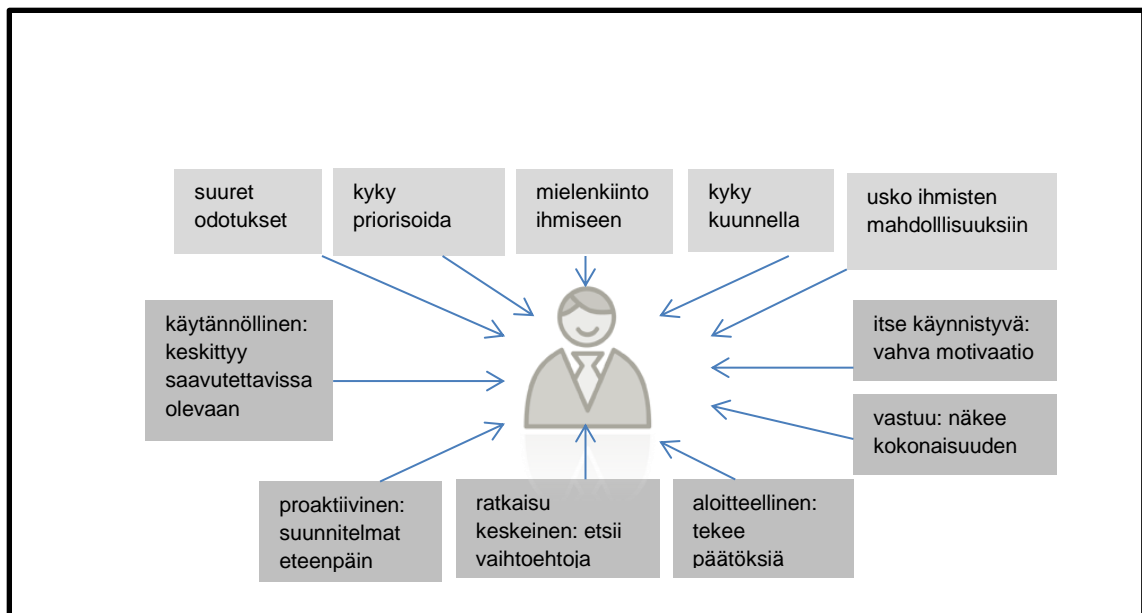 suuret
odotukset
kyky
priorisoida
mielenkiinto
ihmiseen
kyky
kuunnella
usko ihmisten
mahdolllisuuksiin
käytännöllinen:
keskittyy
saavutettavissa
olevaan
itse käynnistyvä:
vahva motivaatio
vastuu: näkee
kokonaisuuden
proaktiivinen:
suunnitelmat
eteenpäin
ratkaisu
keskeinen: etsii
vaihtoehtoja
aloitteellinen:
tekee
päätöksiä